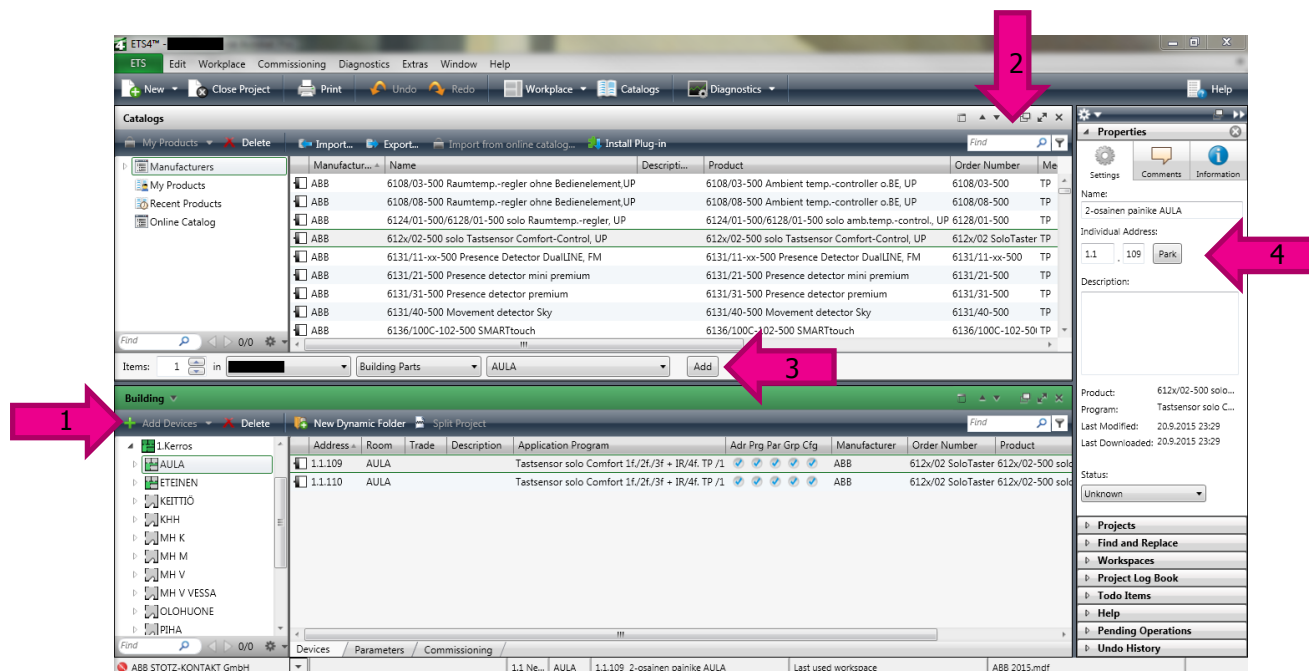 2
ETS4™ -
ETS Edit Workplace Commissioning Diagnostics Extras Window Help
New Close Project Print Undo Redo Workplace Catalogs Diagnostics Help
Catalogs
My Products Delete Import... Export... Import from online catalog... Install Plug-in Find
Manufacturers
My Products
Recent Products
Online Catalog
Find 0/0
Manufactur... Name Descripti... Product Order Number Me
ABB 6108/03-500 Raumtemp.-regler ohne Bedienelement,UP 6108/03-500 Ambient temp.-controller o.BE, UP 6108/03-500 TP
ABB 6108/08-500 Raumtemp.-regler ohne Bedienelement,UP 6108/08-500 Ambient temp.-controller o.BE, UP 6108/08-500 TP
ABB 6124/01-500/6128/01-500 solo Raumtemp.-regler, UP 6124/01-500/6128/01-500 solo amb.temp.-control., UP 6128/01-500 TP
ABB 612x/02-500 solo Tastsensor Comfort-Control, UP 612x/02-500 solo Tastsensor Comfort-Control, UP 612x/02 SoloTaster TP
ABB 6131/11-xx-500 Presence Detector DualLINE, FM 6131/11-xx-500 Presence Detector DualLINE, FM 6131/11-xx-500 TP
ABB 6131/21-500 Presence detector mini premium 6131/21-500 Presence detector mini premium 6131/21-500 TP
ABB 6131/31-500 Presence detector premium 6131/31-500 Presence detector premium 6131/31-500 TP
ABB 6131/40-500 Movement detector Sky 6131/40-500 Movement detector Sky 6131/40-500 TP
ABB 6136/100C-102-500 SMARTtouch 6136/100C-102-500 SMARTtouch 6136/100C-102-50( TP
Items: 1 in Building Parts AULA Add
3
1
Building
Add Devices Delete New Dynamic Folder Split Project Find
1.Kerros
AULA
ETEINEN
KEITTIÖ
KHH
MH K
MH M
MH V
MH V VESSA
OLOHUONE
PIHA
Find 0/0
Address Room Trade Description Application Program Adr Prg Par Grp Cfg Manufacturer Order Number Product
1.1.109 AULA Tastsensor solo Comfort 1f./2f./3f + IR/4f. TP /1 ABB 612x/02 SoloTaster 612x/02-500 solo
1.1.110 AULA Tastsensor solo Comfort 1f./2f./3f + IR/4f. TP /1 ABB 612x/02 SoloTaster 612x/02-500 solo
Devices Parameters Commissioning
Properties
Settings Comments Information
Name:
2-osainen painike AULA
Individual Address:
1.1 . 109 Park
4
Description:
Product: 612x/02-500 solo...
Program: Tastsensor solo C...
Last Modified: 20.9.2015 23:29
Last Downloaded: 20.9.2015 23:29
Status:
Unknown
Projects
Find and Replace
Workspaces
Project Log Book
Todo Items
Help
Pending Operations
Undo History
ABB STOTZ-KONTAKT GmbH 1.1 Ne... AULA 1.1.109 2-osainen painike AULA Last used workspace ABB 2015.mdf